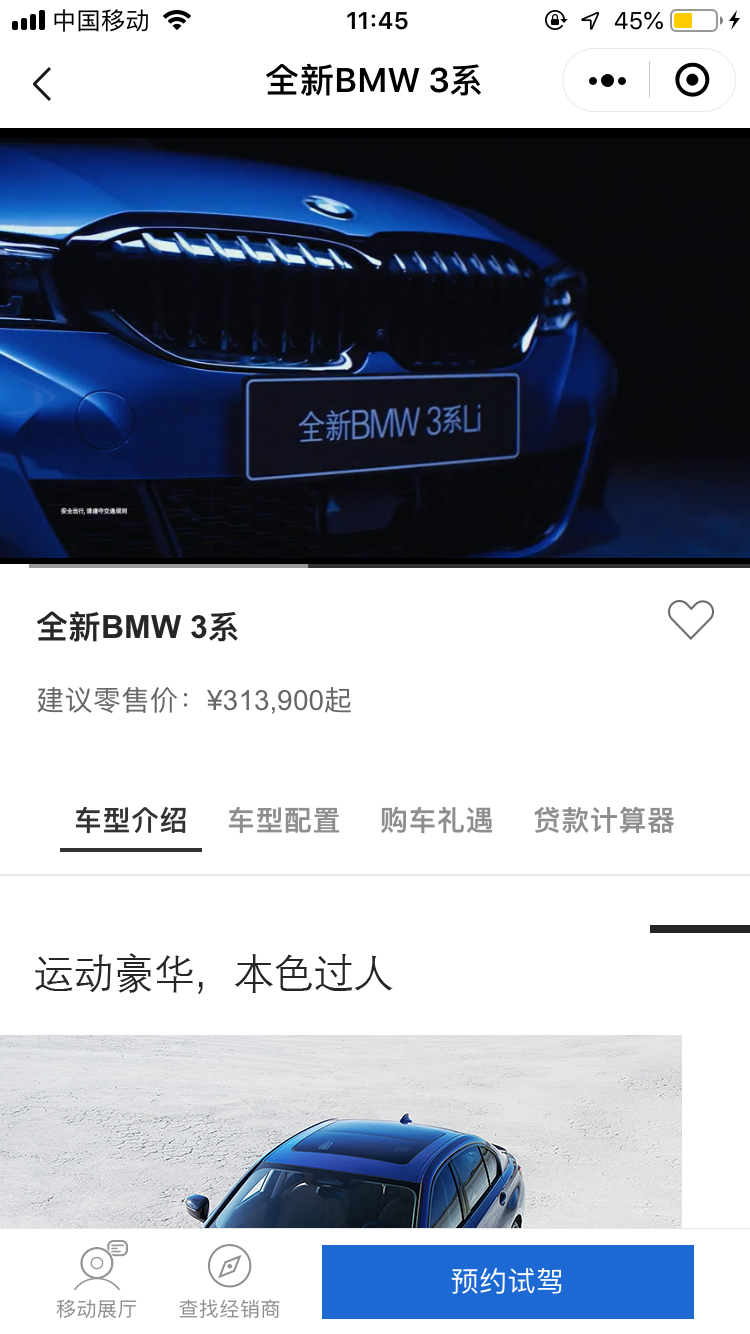 中国移动 11:45 45%
全新BMW 3系
全新BMW 3系Li
安全出行, 请遵守交通规则
全新BMW 3系
建议零售价：¥313,900起
车型介绍 车型配置 购车礼遇 贷款计算器
运动豪华，本色过人
移动展厅 查找经销商 预约试驾